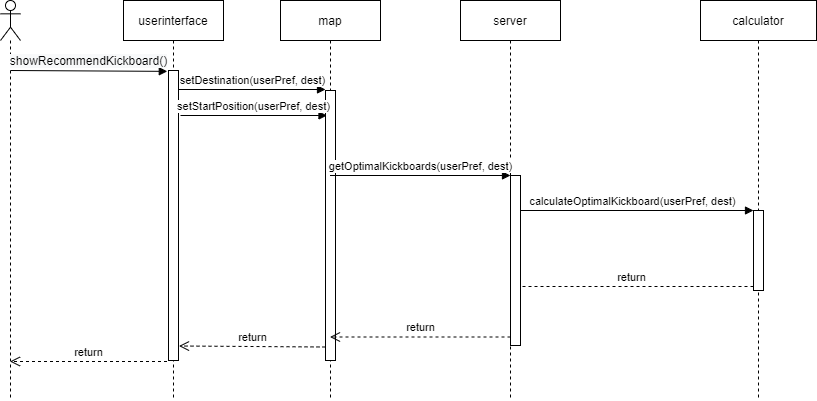 userinterface
map
server
calculator
showRecommendKickboard()
setDestination(userPref, dest)
setStartPosition(userPref, dest)
getOptimalKickboards(userPref, dest)
calculateOptimalKickboard(userPref, dest)
return
return
return
return